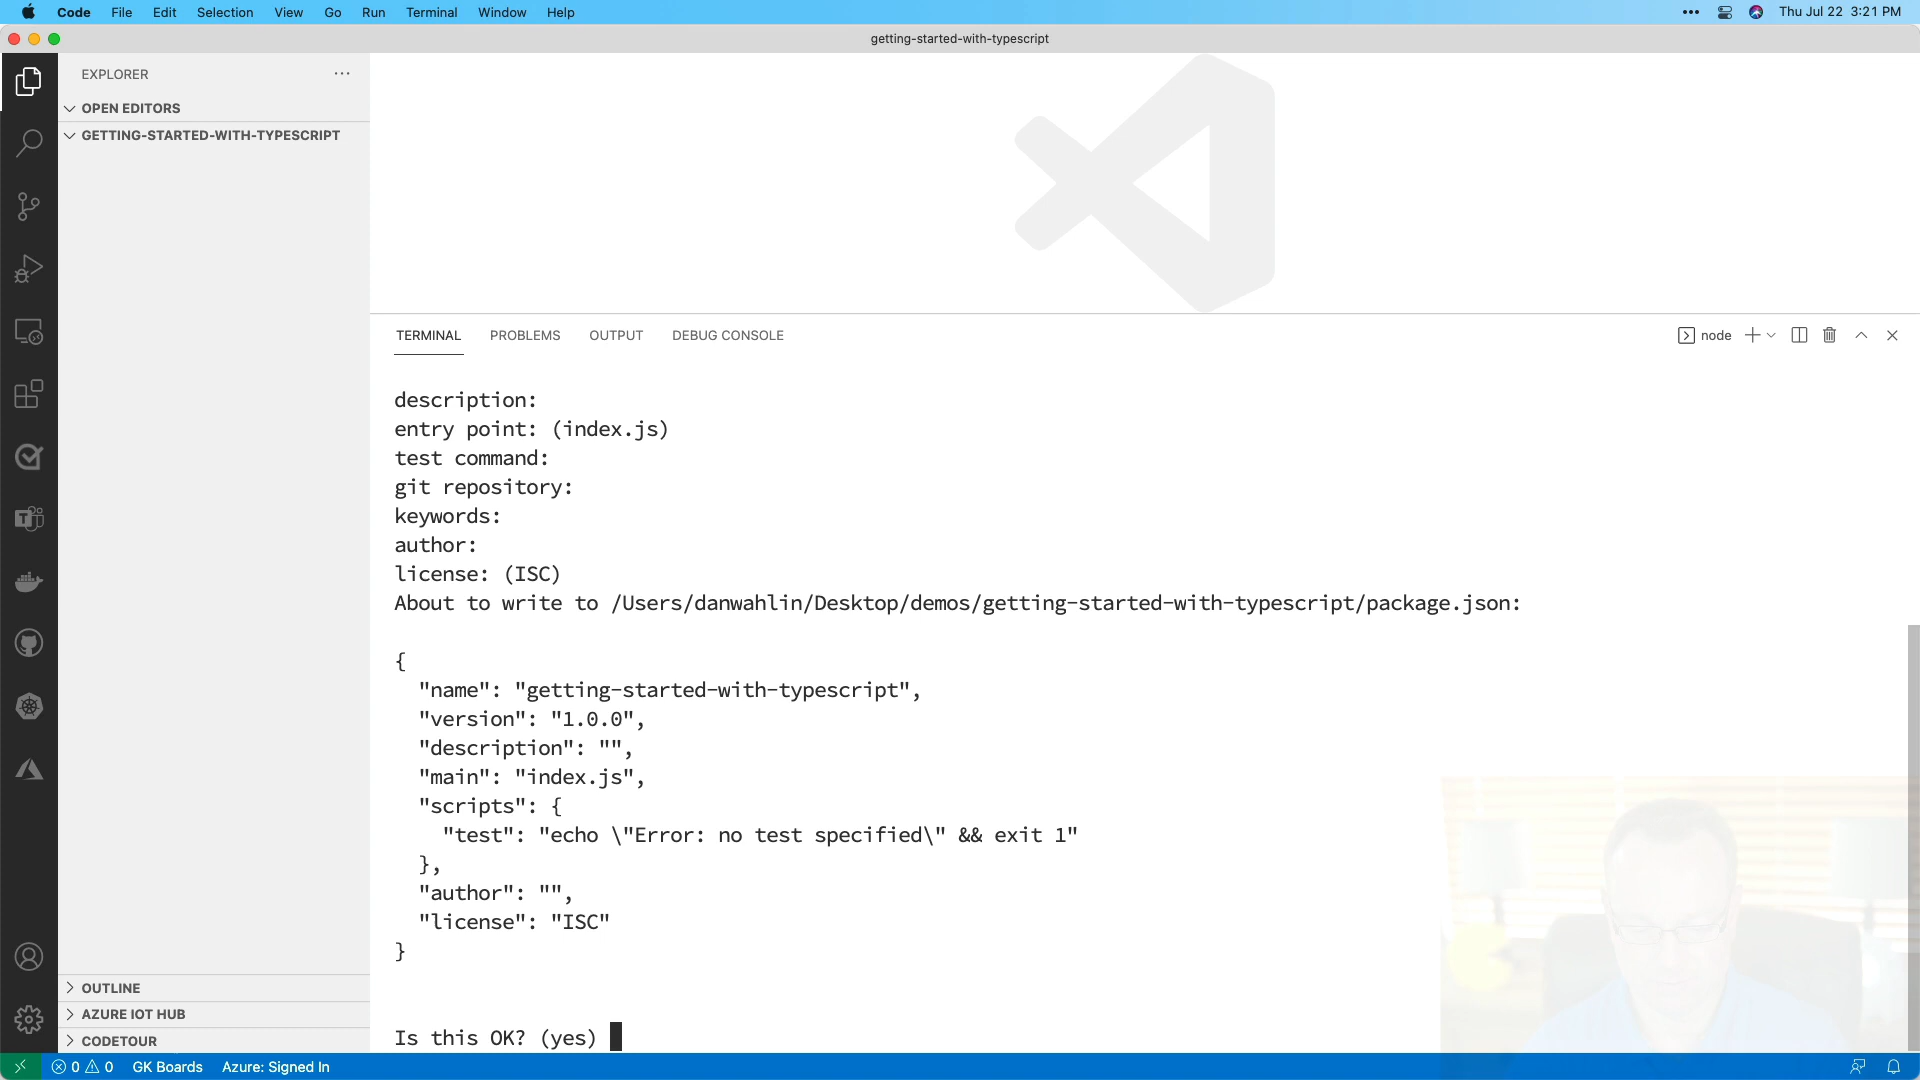 Code File Edit Selection View Go Run Terminal Window Help
Thu Jul 22 3:21 PM
getting-started-with-typescript
EXPLORER
OPEN EDITORS
GETTING-STARTED-WITH-TYPESCRIPT
TERMINAL PROBLEMS OUTPUT DEBUG CONSOLE
node
description:
entry point: (index.js)
test command:
git repository:
keywords:
author:
license: (ISC)
About to write to /Users/danwahlin/Desktop/demos/getting-started-with-typescript/package.json:
{
"name": "getting-started-with-typescript",
"version": "1.0.0",
"description": "",
"main": "index.js",
"scripts": {
"test": "echo \"Error: no test specified\" && exit 1"
},
"author": "",
"license": "ISC"
}
Is this OK? (yes)
OUTLINE
AZURE IOT HUB
CODETOUR
0 0 GK Boards Azure: Signed In